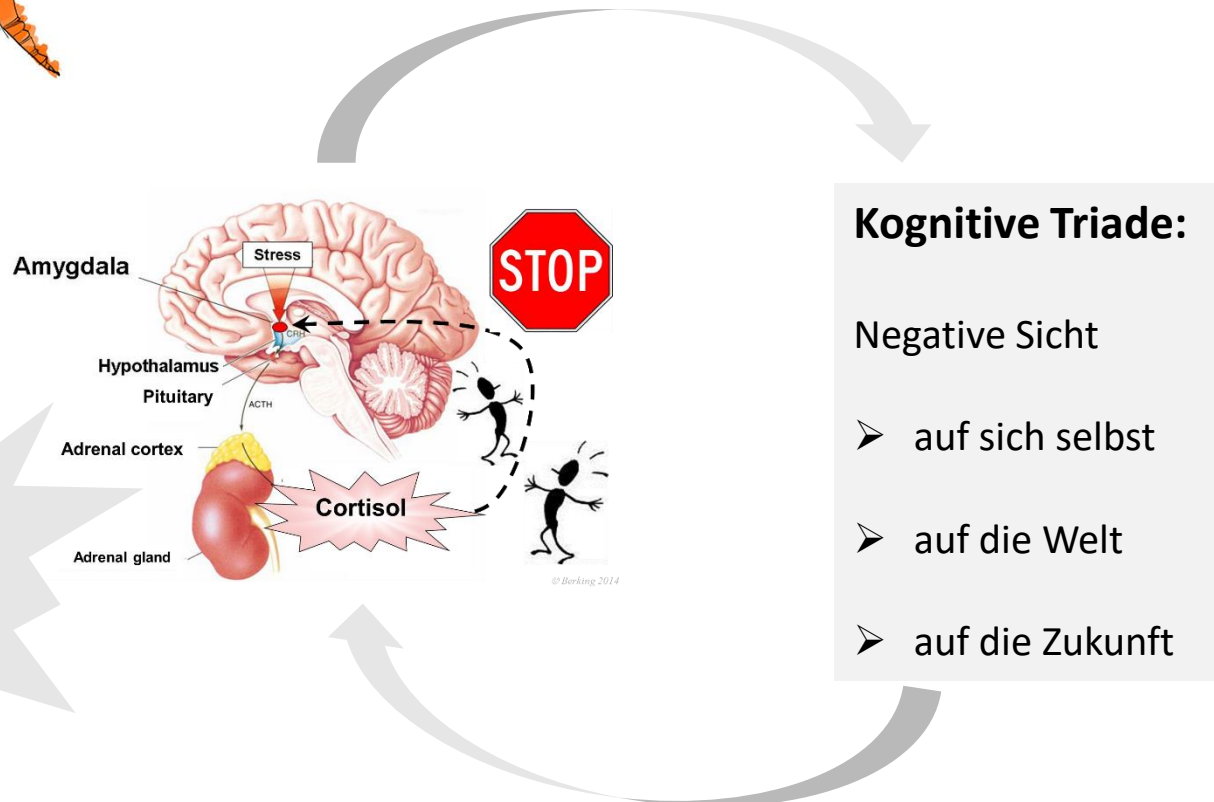 Stress
Amygdala
STOP
CRH
Hypothalamus
Pituitary
ACTH
Adrenal cortex
Cortisol
Adrenal gland
© Berking 2014
Kognitive Triade:
Negative Sicht
➢ auf sich selbst
➢ auf die Welt
➢ auf die Zukunft